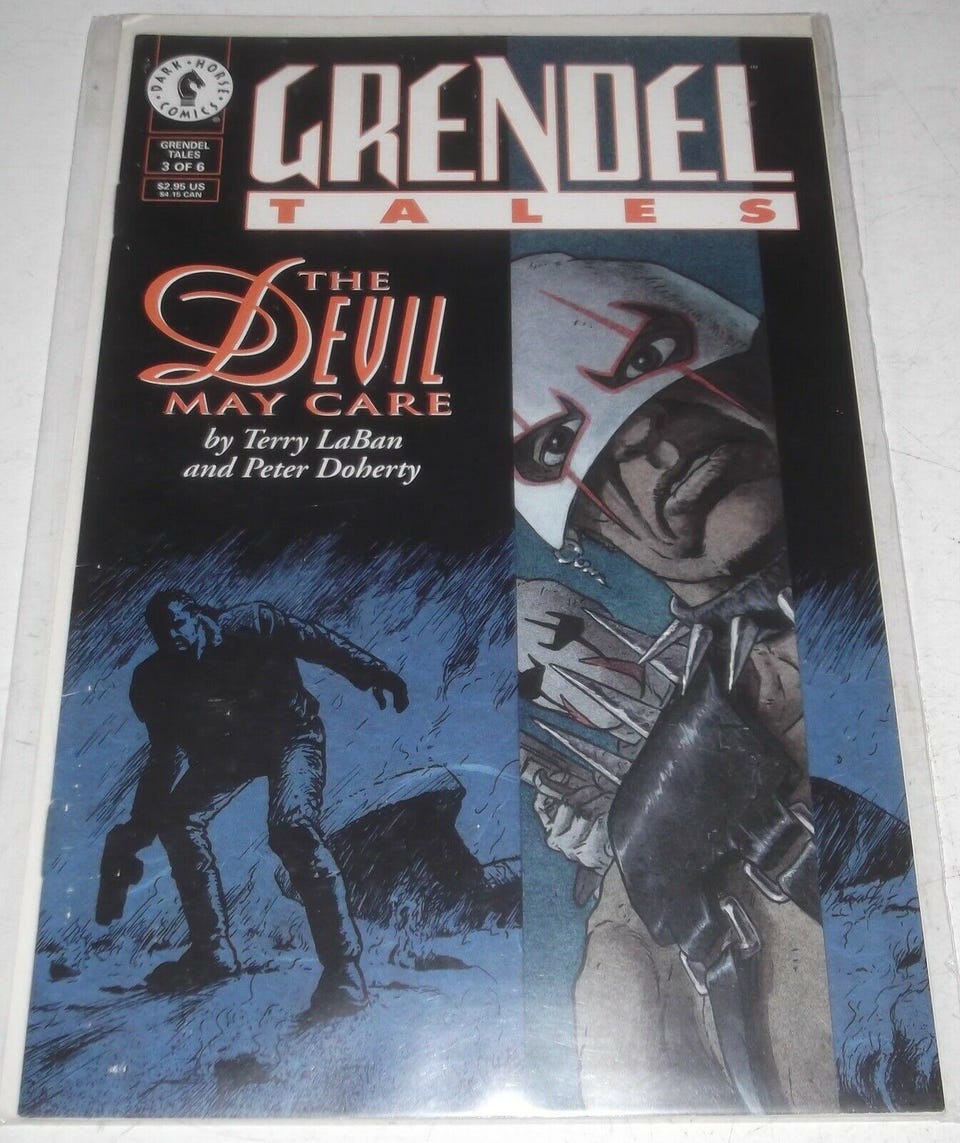 DARK HORSE COMICS
®
GRENDEL
TALES
3 OF 6
$2.95 US
$4.15 CAN
GRENDEL
TALES
THE
DEVIL
MAY CARE
by Terry LaBan
and Peter Doherty